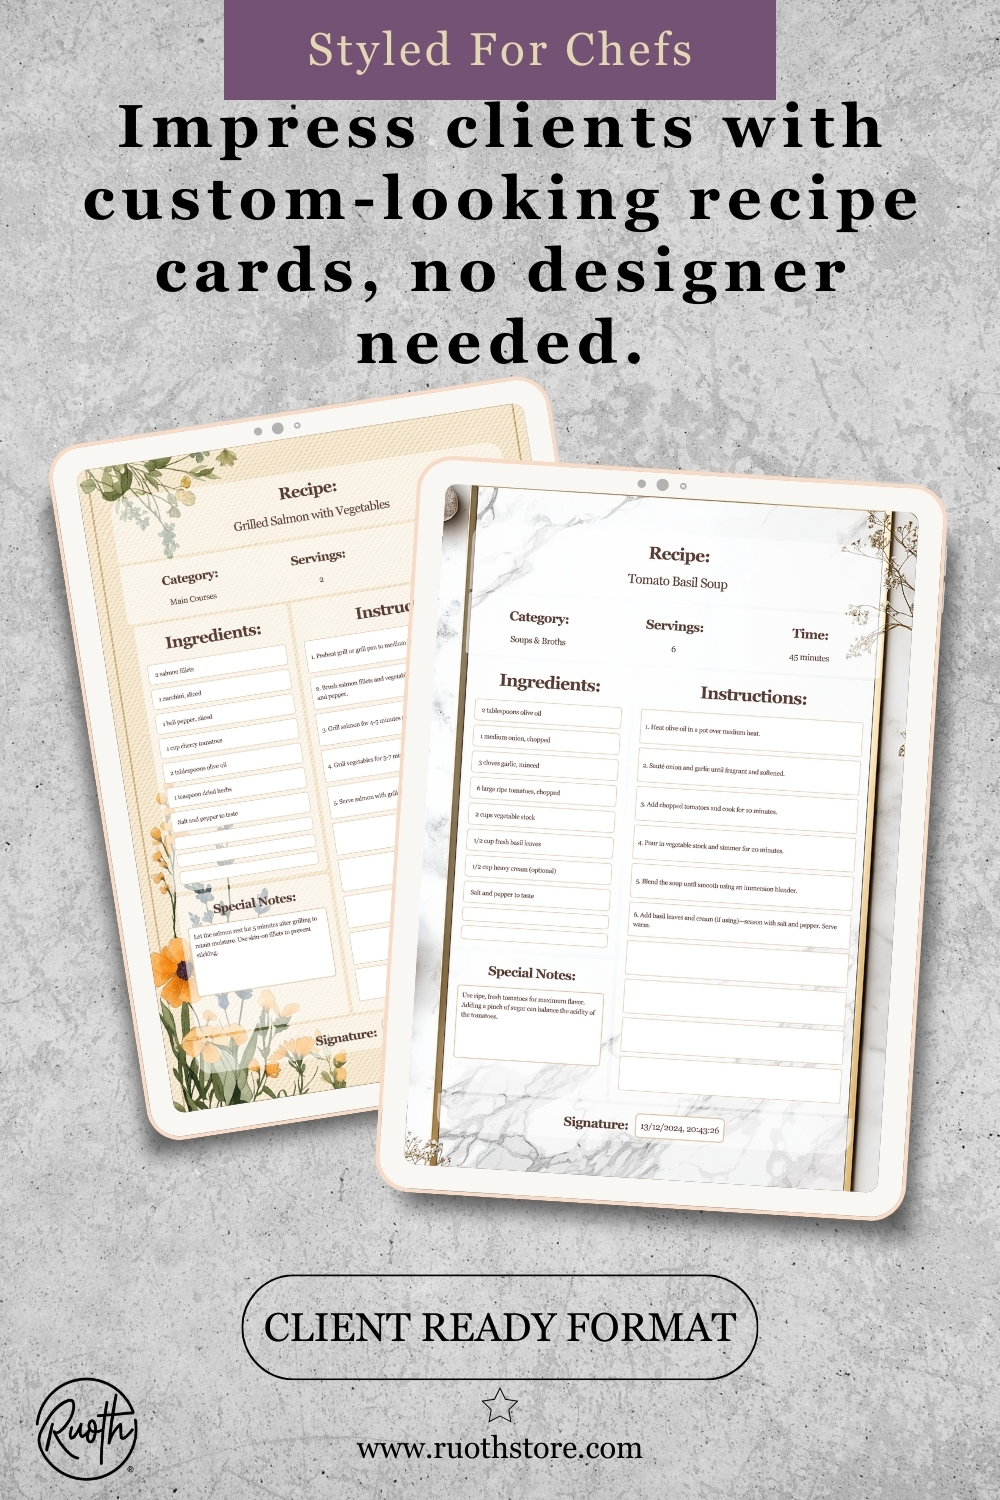 Styled For Chefs
Impress clients with
custom-looking recipe
cards, no designer
needed.
Recipe:
Grilled Salmon with Vegetables
Category:
Main Courses
Servings:
2
Ingredients:
2 salmon fillets
1 zucchini, sliced
1 bell pepper, sliced
1 cup cherry tomatoes
2 tablespoons olive oil
1 teaspoon dried herbs
Salt and pepper to taste
Instruc
1. Preheat grill or grill pan to medium
2. Brush salmon fillets and vegetab
and pepper.
3. Grill salmon for 4-5 minutes
4. Grill vegetables for 5-7 m
5. Serve salmon with grill
Special Notes:
Let the salmon rest for 5 minutes after grilling to
retain moisture. Use skin-on fillets to prevent
sticking.
Signature:
Recipe:
Tomato Basil Soup
Category:
Soups & Broths
Servings:
6
Time:
45 minutes
Ingredients:
2 tablespoons olive oil
1 medium onion, chopped
3 cloves garlic, minced
6 large ripe tomatoes, chopped
2 cups vegetable stock
1/2 cup fresh basil leaves
1/2 cup heavy cream (optional)
Salt and pepper to taste
Instructions:
1. Heat olive oil in a pot over medium heat.
2. Sauté onion and garlic until fragrant and softened.
3. Add chopped tomatoes and cook for 10 minutes.
4. Pour in vegetable stock and simmer for 20 minutes.
5. Blend the soup until smooth using an immersion blender.
6. Add basil leaves and cream (if using)—season with salt and pepper. Serve
warm.
Special Notes:
Use ripe, fresh tomatoes for maximum flavor.
Adding a pinch of sugar can balance the acidity of
the tomatoes.
Signature:
13/12/2024, 20:43:26
CLIENT READY FORMAT
Ruoth
®
www.ruothstore.com